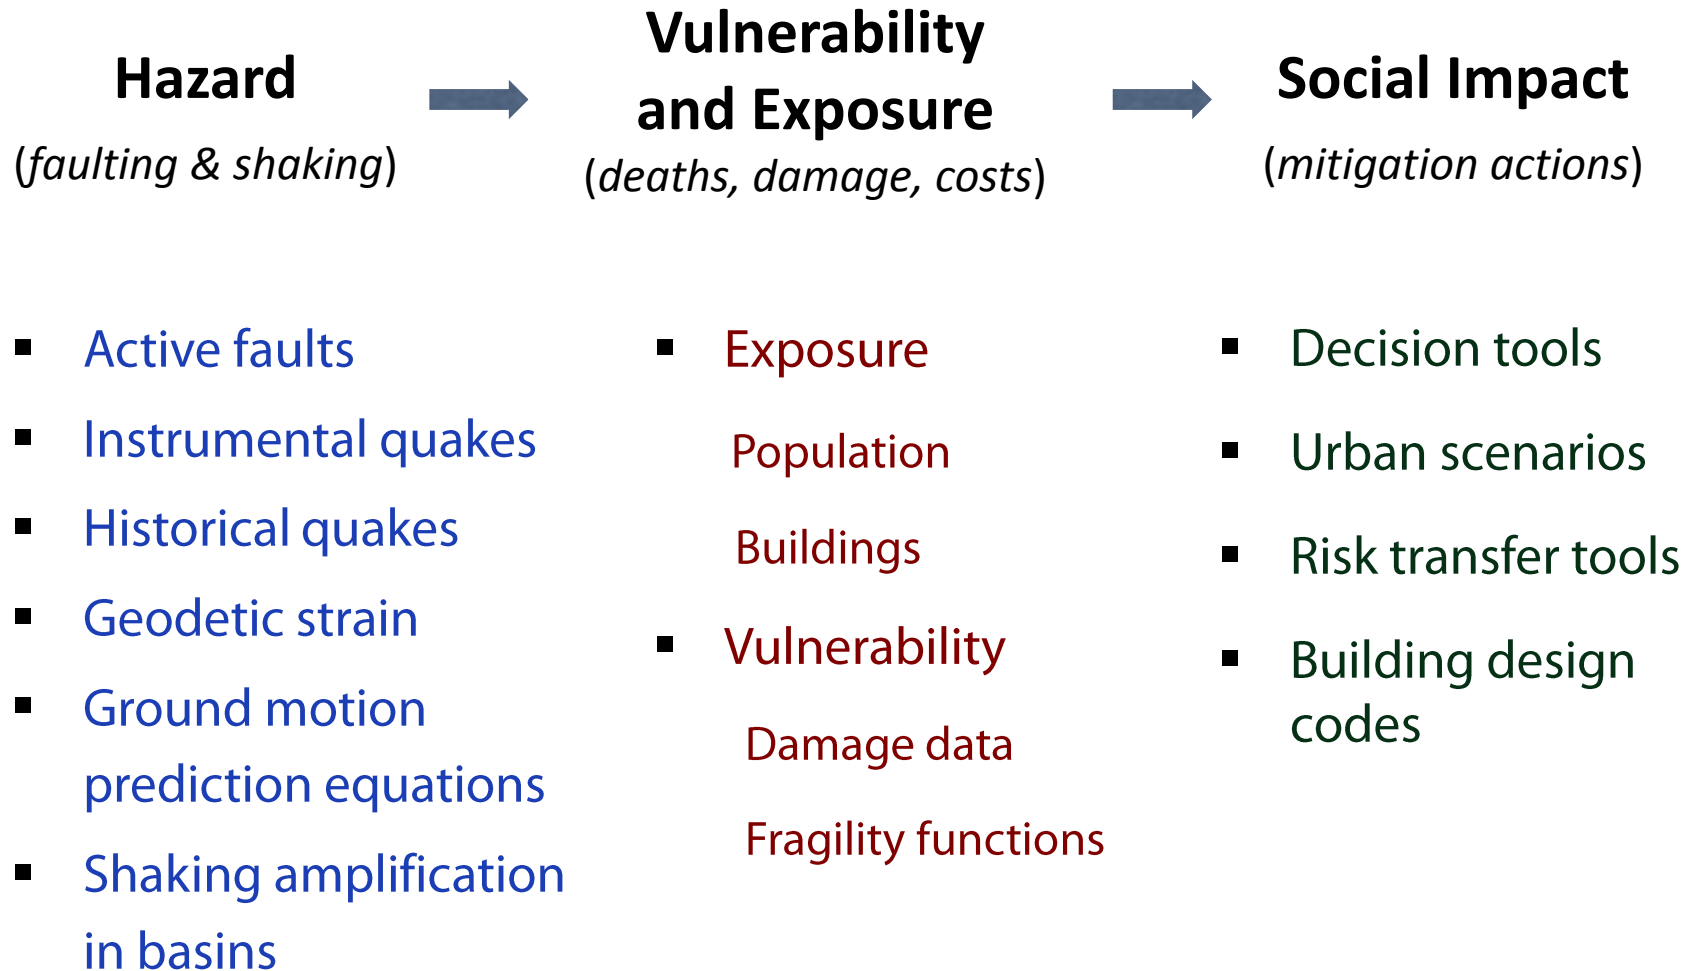 Hazard
(faulting & shaking)
Vulnerability
and Exposure
(deaths, damage, costs)
Social Impact
(mitigation actions)
▪ Active faults
▪ Instrumental quakes
▪ Historical quakes
▪ Geodetic strain
▪ Ground motion
prediction equations
▪ Shaking amplification
in basins
▪ Exposure
Population
Buildings
▪ Vulnerability
Damage data
Fragility functions
▪ Decision tools
▪ Urban scenarios
▪ Risk transfer tools
▪ Building design
codes